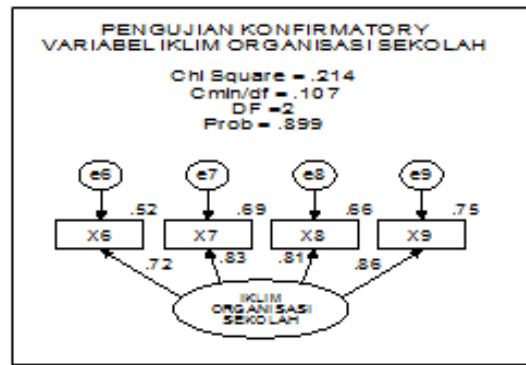 PENGUJIAN KONFIRMATORY
VARIABEL IKLIM ORGANISASI SEKOLAH
Chi Square = .214
Cmin/df = .107
DF =2
Prob = .899
e6 e7 e8 e9
.52 .69 .66 .75
X6 X7 X8 X9
.72 .83 .81 .86
IKLIM
ORGANISASI
SEKOLAH